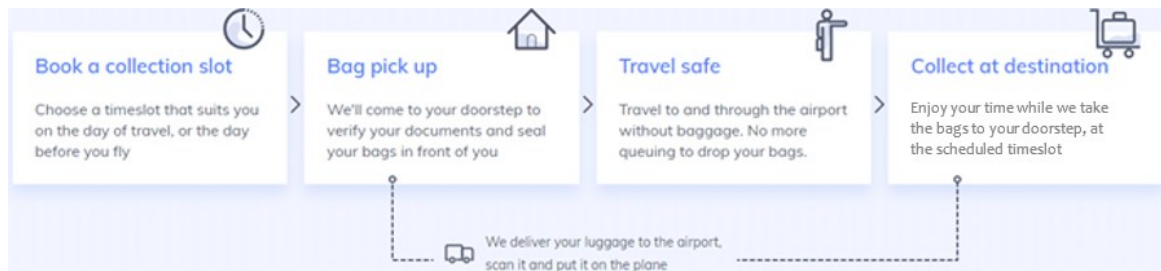 Book a collection slot
Choose a timeslot that suits you
on the day of travel, or the day
before you fly
Bag pick up
We'll come to your doorstep to
verify your documents and seal
your bags in front of you
Travel safe
Travel to and through the airport
without baggage. No more
queuing to drop your bags.
Collect at destination
Enjoy your time while we take
the bags to your doorstep, at
the scheduled timeslot
We deliver your luggage to the airport,
scan it and put it on the plane